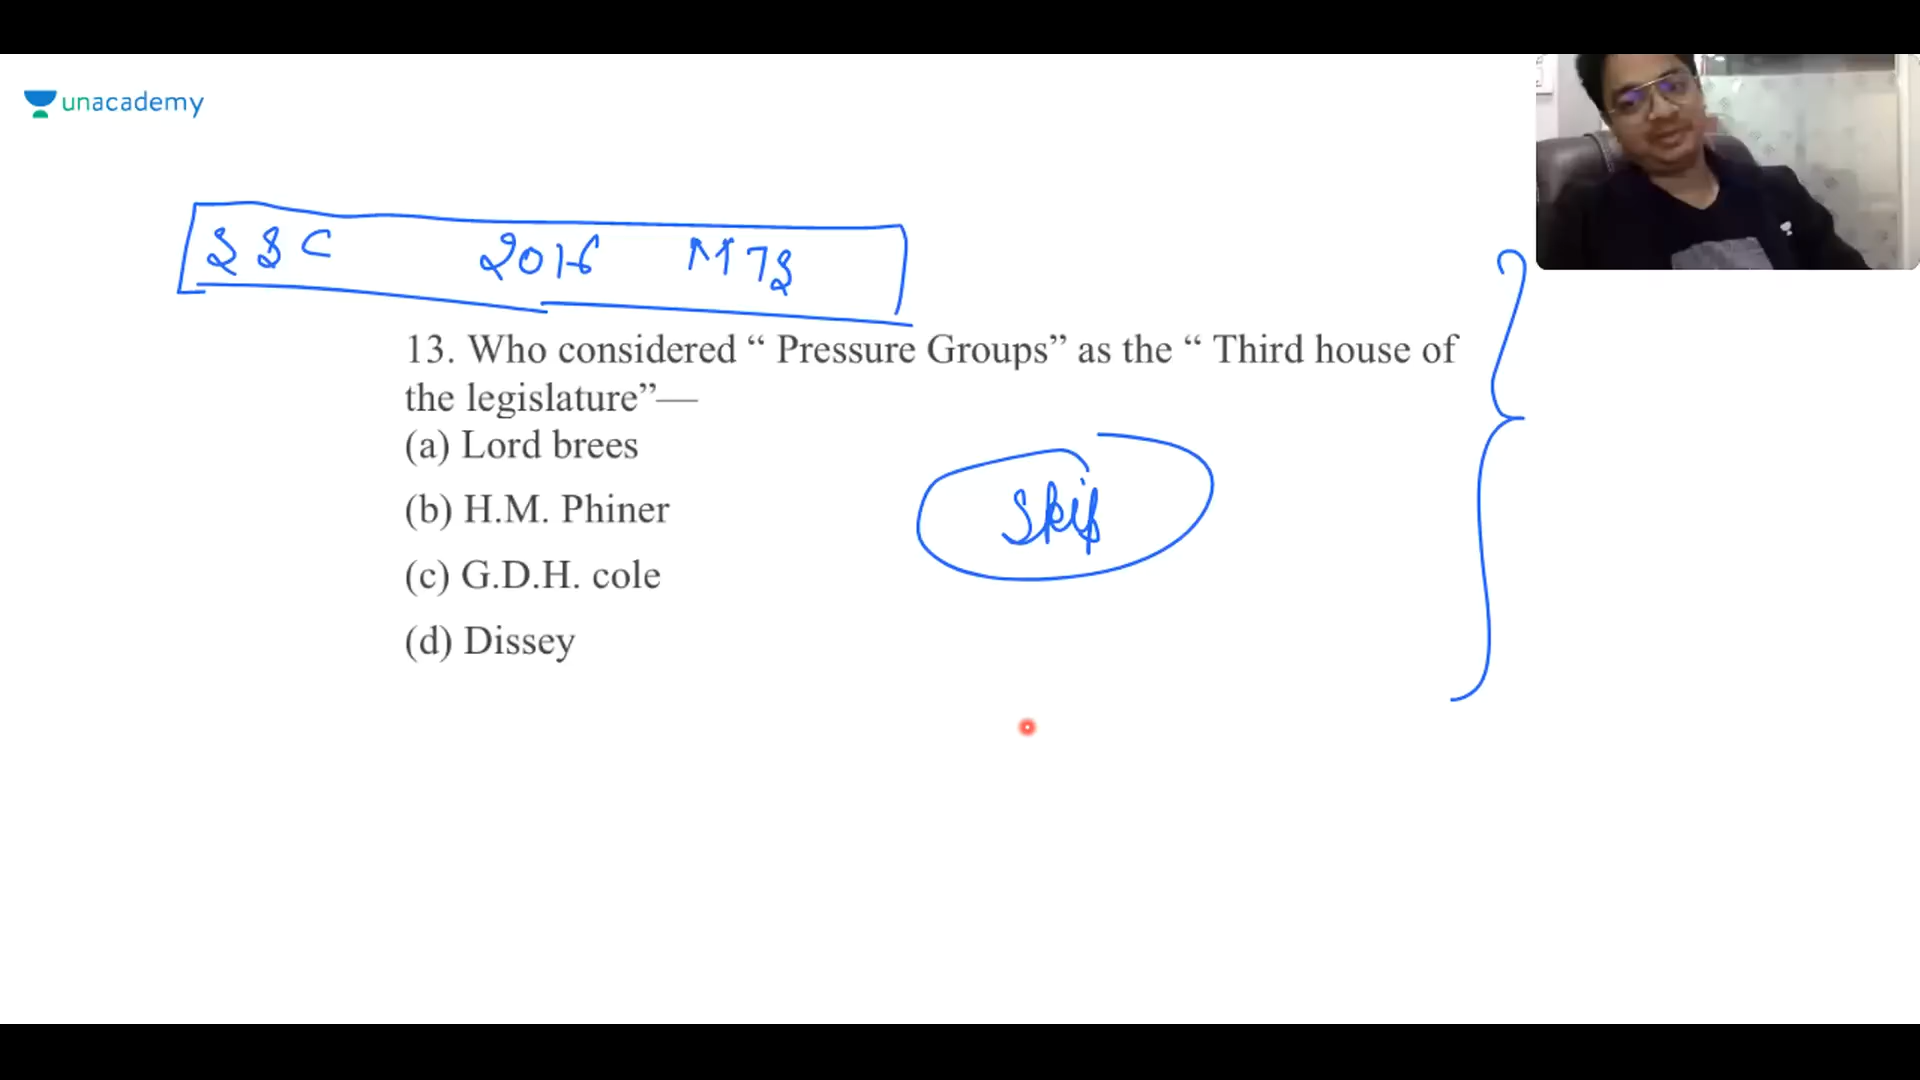 unacademy
SSC 2016 MTS
13. Who considered “ Pressure Groups” as the “ Third house of
the legislature”—
(a) Lord brees
(b) H.M. Phiner
(c) G.D.H. cole
(d) Dissey
Skip